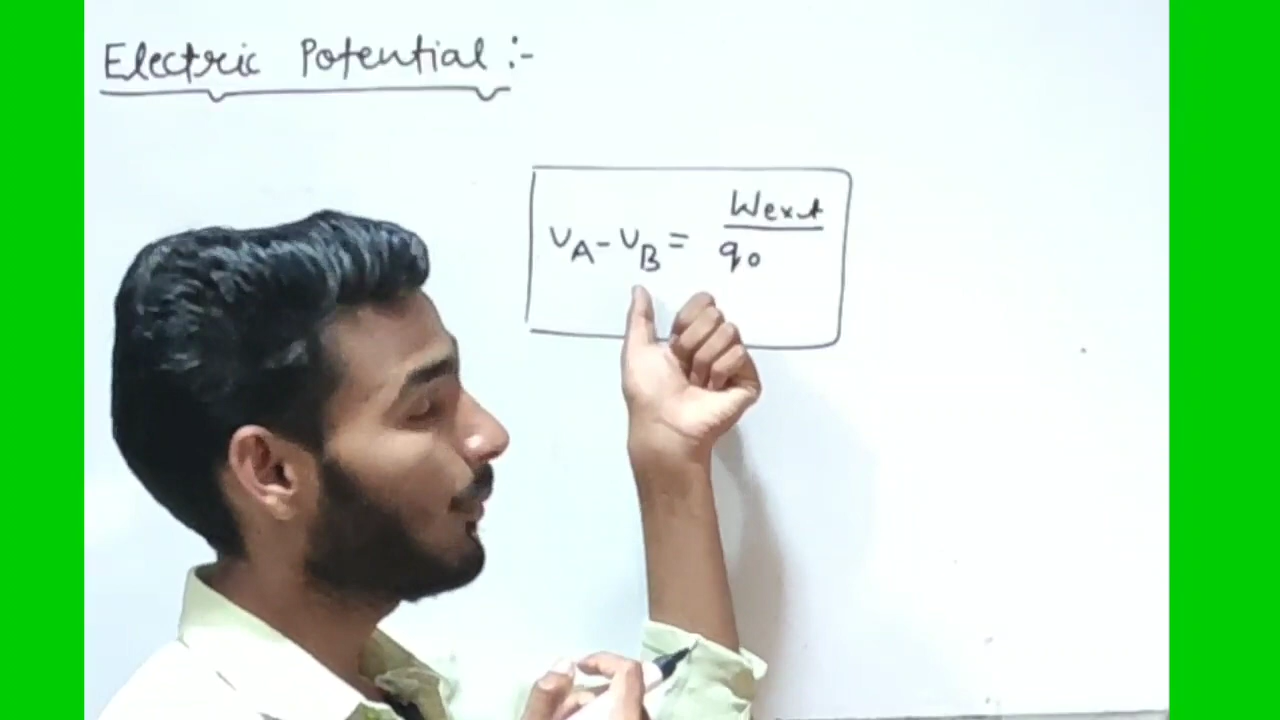 Electric Potential :-
VA - VB = Wext / q0